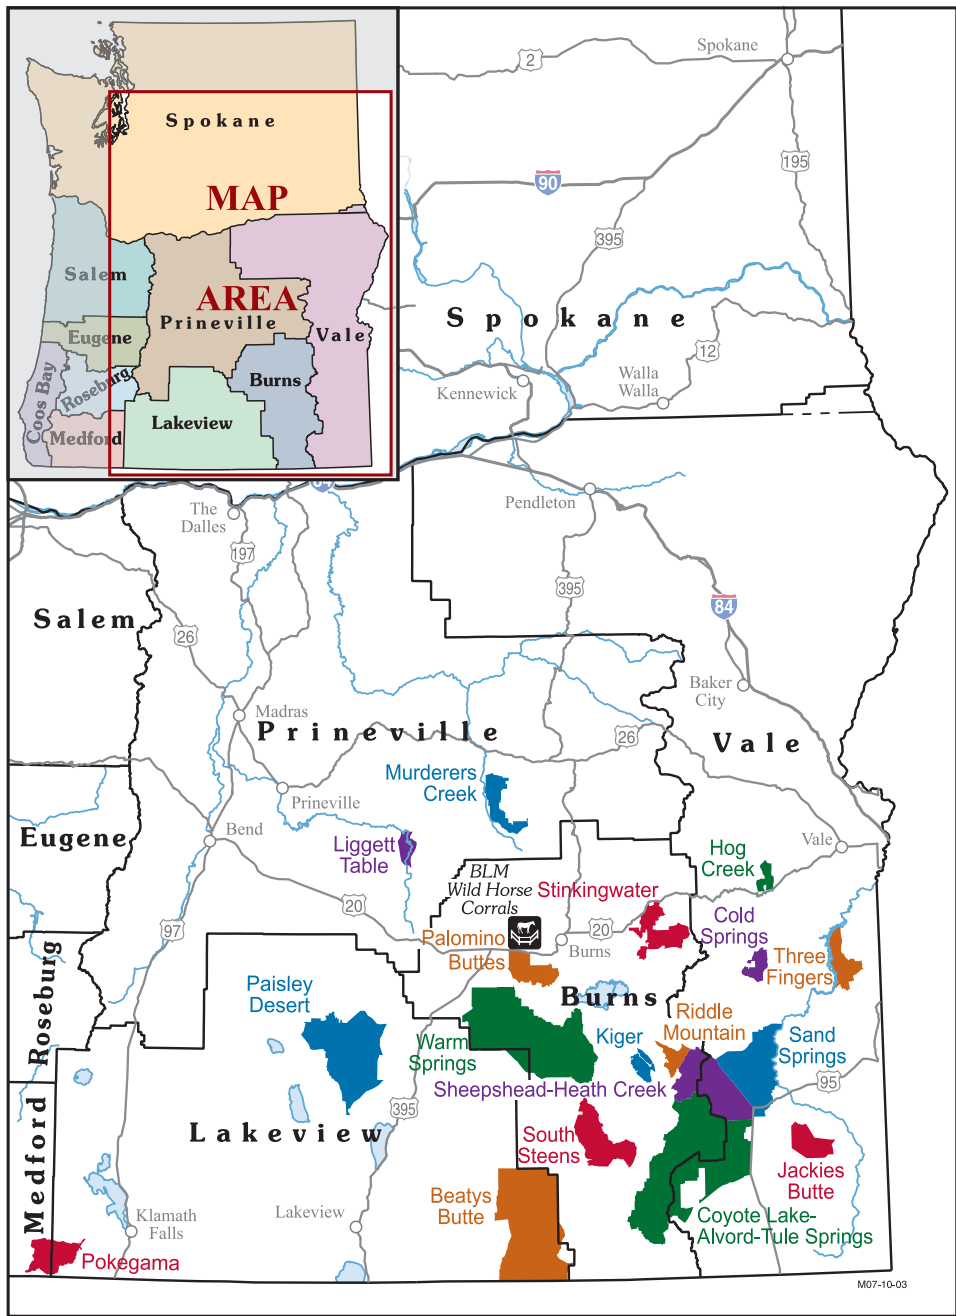 Spokane
MAP
Salem
AREA
Prineville
Eugene
Vale
Coos Bay
Roseburg
Burns
Lakeview
Medford
Spokane
2
195
90
395
Spokane
12
Walla
Walla
Kennewick
84
The
Dalles
Pendleton
197
395
84
Salem
26
Baker
City
Madras
Prineville
26
Vale
Murderers
Creek
Prineville
Eugene
Bend
Liggett
Table
Vale
Hog
Creek
BLM
Wild Horse
Corrals
Stinkingwater
20
97
20
Cold
Springs
Palomino
Buttes
Burns
Three
Fingers
Roseburg
Paisley
Desert
Burns
Riddle
Mountain
Warm
Springs
Kiger
Sand
Springs
Sheepshead-Heath Creek
95
395
Medford
Lakeview
South
Steens
Jackies
Butte
Beatys
Butte
Klamath
Falls
Lakeview
Coyote Lake-
Alvord-Tule Springs
Pokegama
M07-10-03